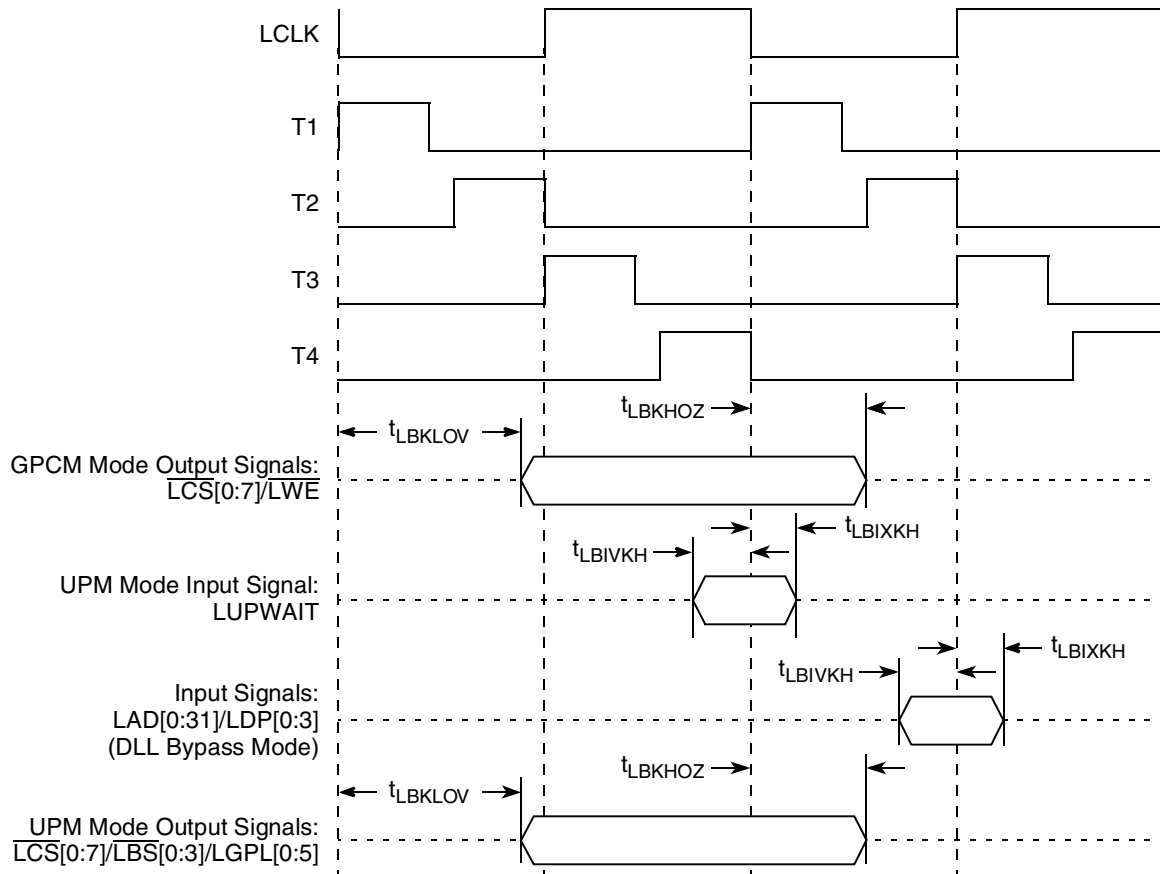 LCLK
T1
T2
T3
T4
tLBKHOZ
tLBKLOV
GPCM Mode Output Signals:
LCS[0:7]/LWE
tLBIXKH
tLBIVKH
UPM Mode Input Signal:
LUPWAIT
tLBIXKH
tLBIVKH
Input Signals:
LAD[0:31]/LDP[0:3]
(DLL Bypass Mode)
tLBKHOZ
tLBKLOV
UPM Mode Output Signals:
LCS[0:7]/LBS[0:3]/LGPL[0:5]